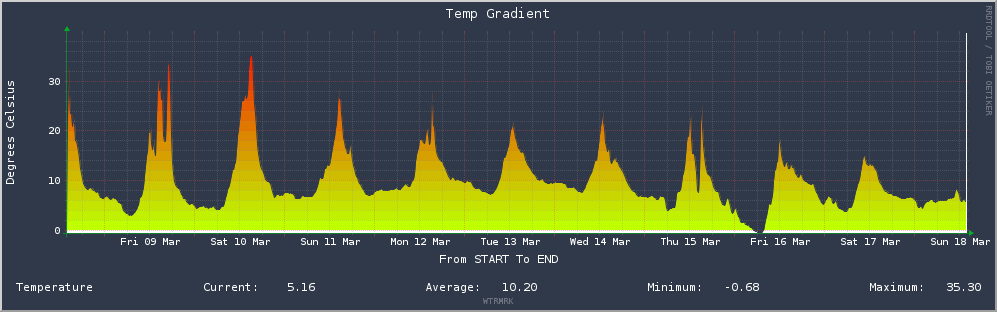 Temp Gradient
RRDTOOL / TOBI OETIKER
Degrees Celsius
30
20
10
0
Fri 09 Mar Sat 10 Mar Sun 11 Mar Mon 12 Mar Tue 13 Mar Wed 14 Mar Thu 15 Mar Fri 16 Mar Sat 17 Mar Sun 18 Mar
From START To END
Temperature Current: 5.16 Average: 10.20 Minimum: -0.68 Maximum: 35.30
WTRMRK